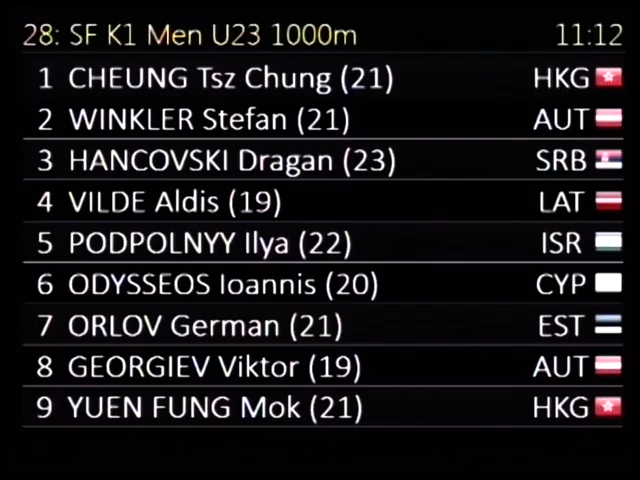 28: SF K1 Men U23 1000m 11:12
1 CHEUNG Tsz Chung (21) HKG
2 WINKLER Stefan (21) AUT
3 HANCOVSKI Dragan (23) SRB
4 VILDE Aldis (19) LAT
5 PODPOLNYY Ilya (22) ISR
6 ODYSSEOS Ioannis (20) CYP
7 ORLOV German (21) EST
8 GEORGIEV Viktor (19) AUT
9 YUEN FUNG Mok (21) HKG